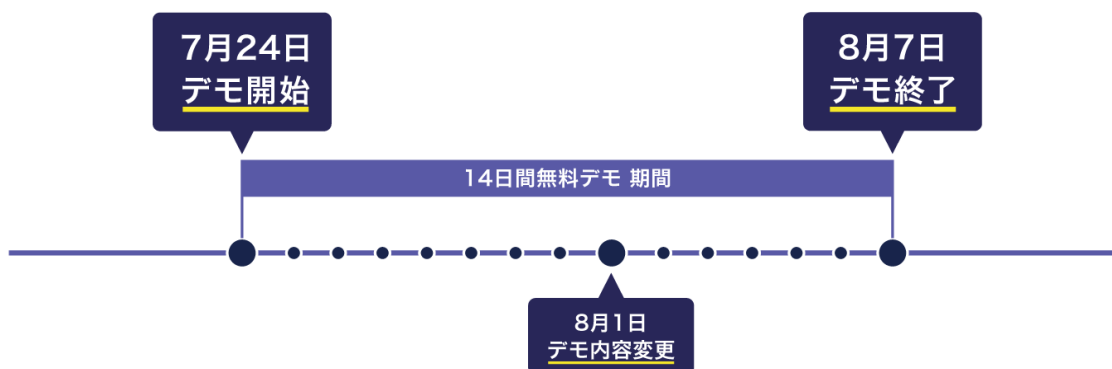 7月24日
デモ開始
8月7日
デモ終了
14日間無料デモ 期間
8月1日
デモ内容変更